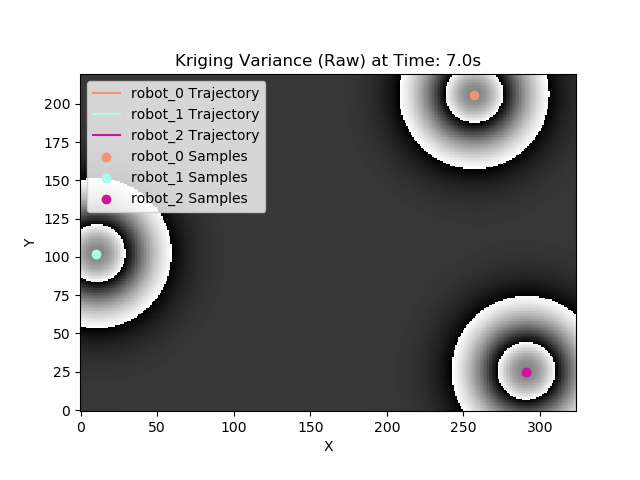 Kriging Variance (Raw) at Time: 7.0s
robot_0 Trajectory
robot_1 Trajectory
robot_2 Trajectory
robot_0 Samples
robot_1 Samples
robot_2 Samples
200
175
150
125
100
75
50
25
0
Y
0 50 100 150 200 250 300
X